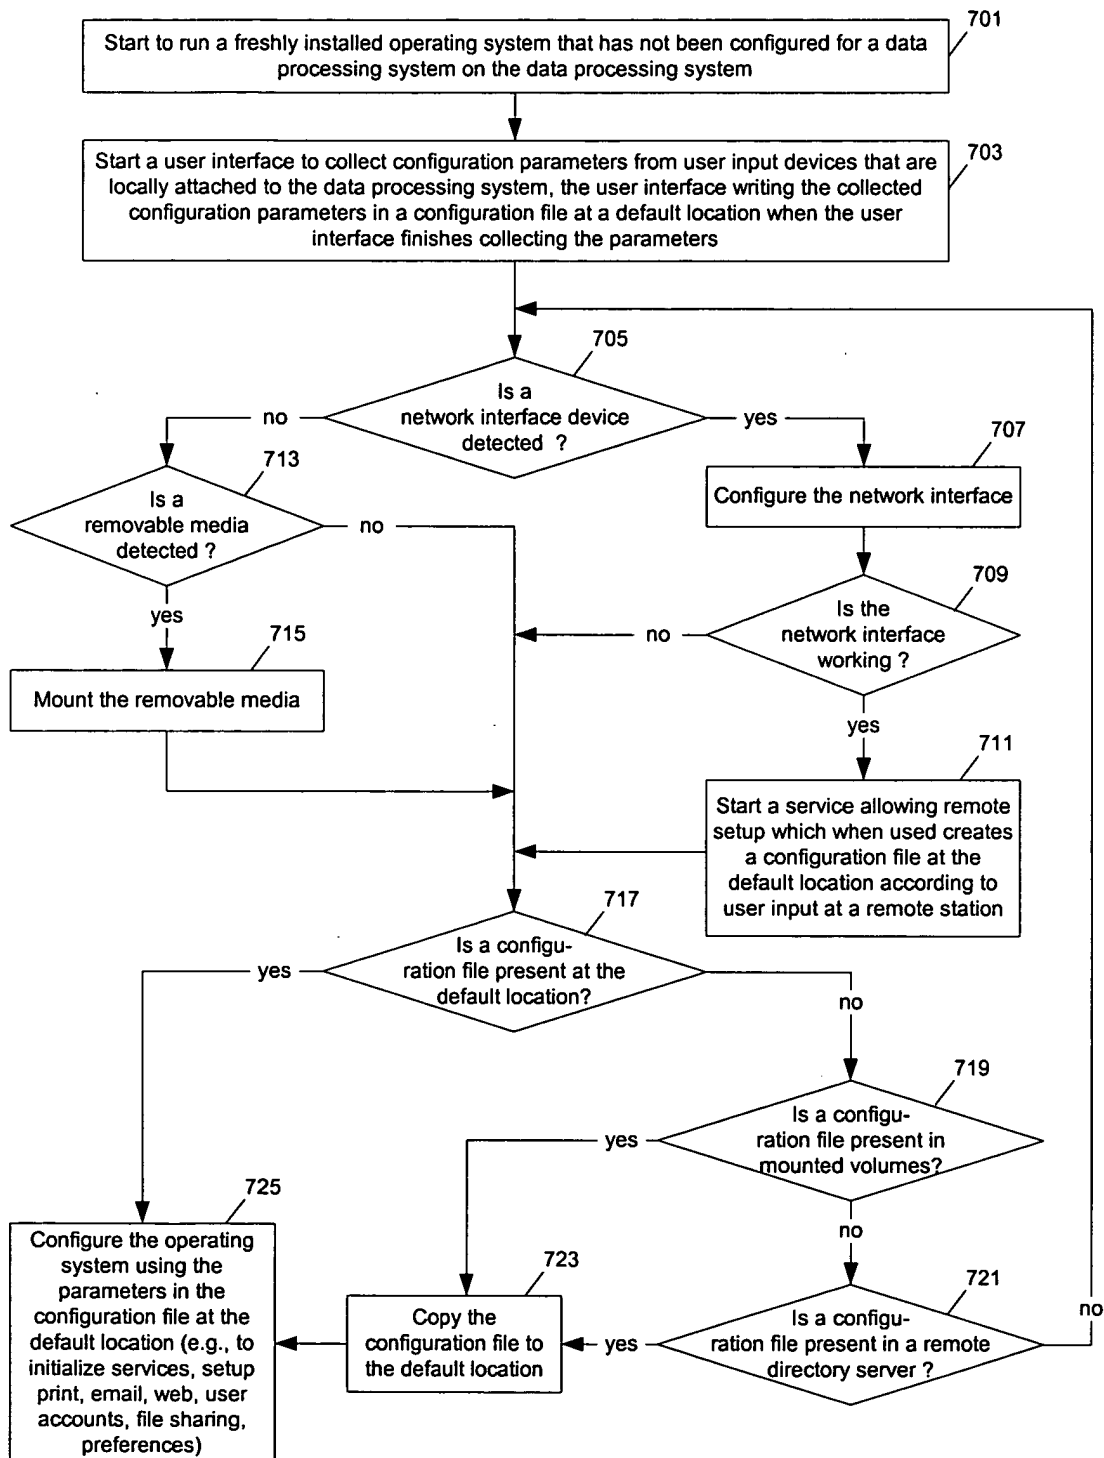 701
Start to run a freshly installed operating system that has not been configured for a data
processing system on the data processing system
703
Start a user interface to collect configuration parameters from user input devices that are
locally attached to the data processing system, the user interface writing the collected
configuration parameters in a configuration file at a default location when the user
interface finishes collecting the parameters
705
Is a
network interface device
detected ?
no
yes
707
Configure the network interface
713
Is a
removable media
detected ?
no
yes
709
Is the
network interface
working ?
no
yes
715
Mount the removable media
711
Start a service allowing remote
setup which when used creates
a configuration file at the
default location according to
user input at a remote station
717
Is a configu-
ration file present at the
default location?
yes
no
719
Is a configu-
ration file present in
mounted volumes?
yes
no
721
Is a configu-
ration file present in a remote
directory server ?
yes
no
723
Copy the
configuration file to
the default location
725
Configure the operating
system using the
parameters in the
configuration file at the
default location (e.g., to
initialize services, setup
print, email, web, user
accounts, file sharing,
preferences)